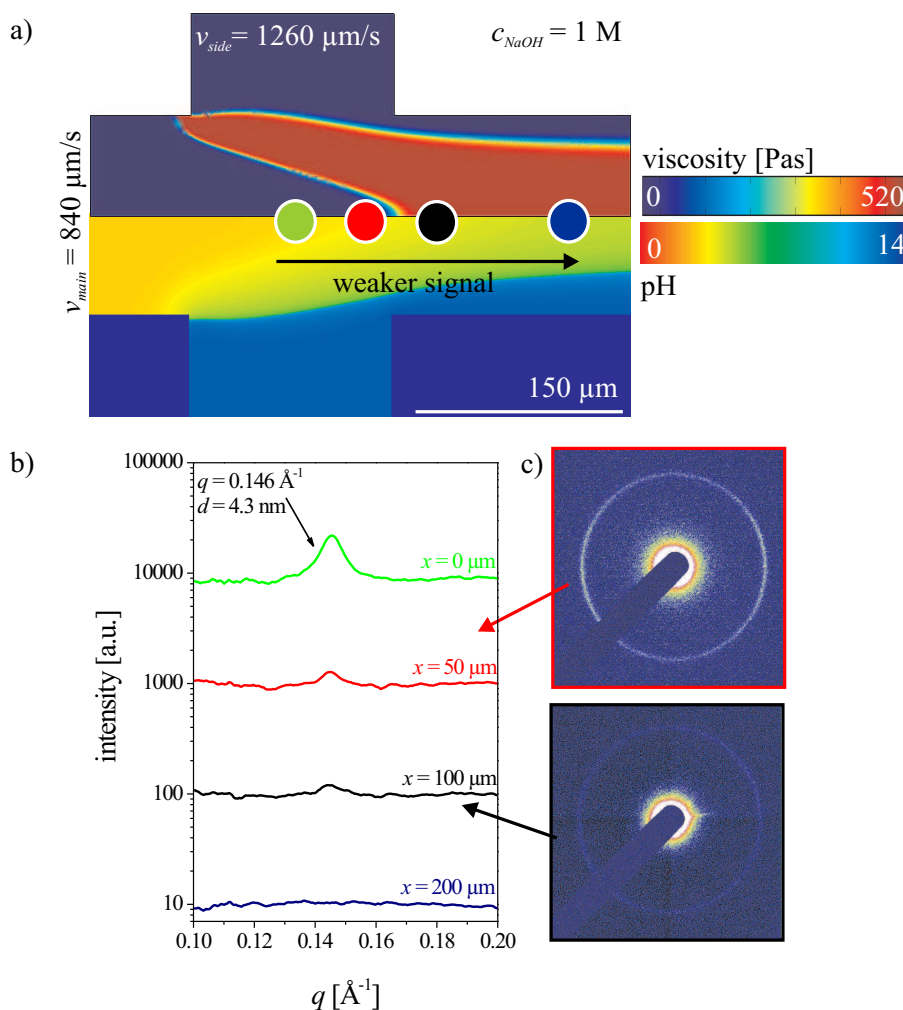 a)
v_side = 1260 µm/s
c_NaOH = 1 M
v_main = 840 µm/s
viscosity [Pas]
0 520
0 14
pH
weaker signal
150 µm
b)
c)
100000
10000
1000
100
10
intensity [a.u.]
q = 0.146 Å⁻¹
d = 4.3 nm
x = 0 µm
x = 50 µm
x = 100 µm
x = 200 µm
0.10 0.12 0.14 0.16 0.18 0.20
q [Å⁻¹]